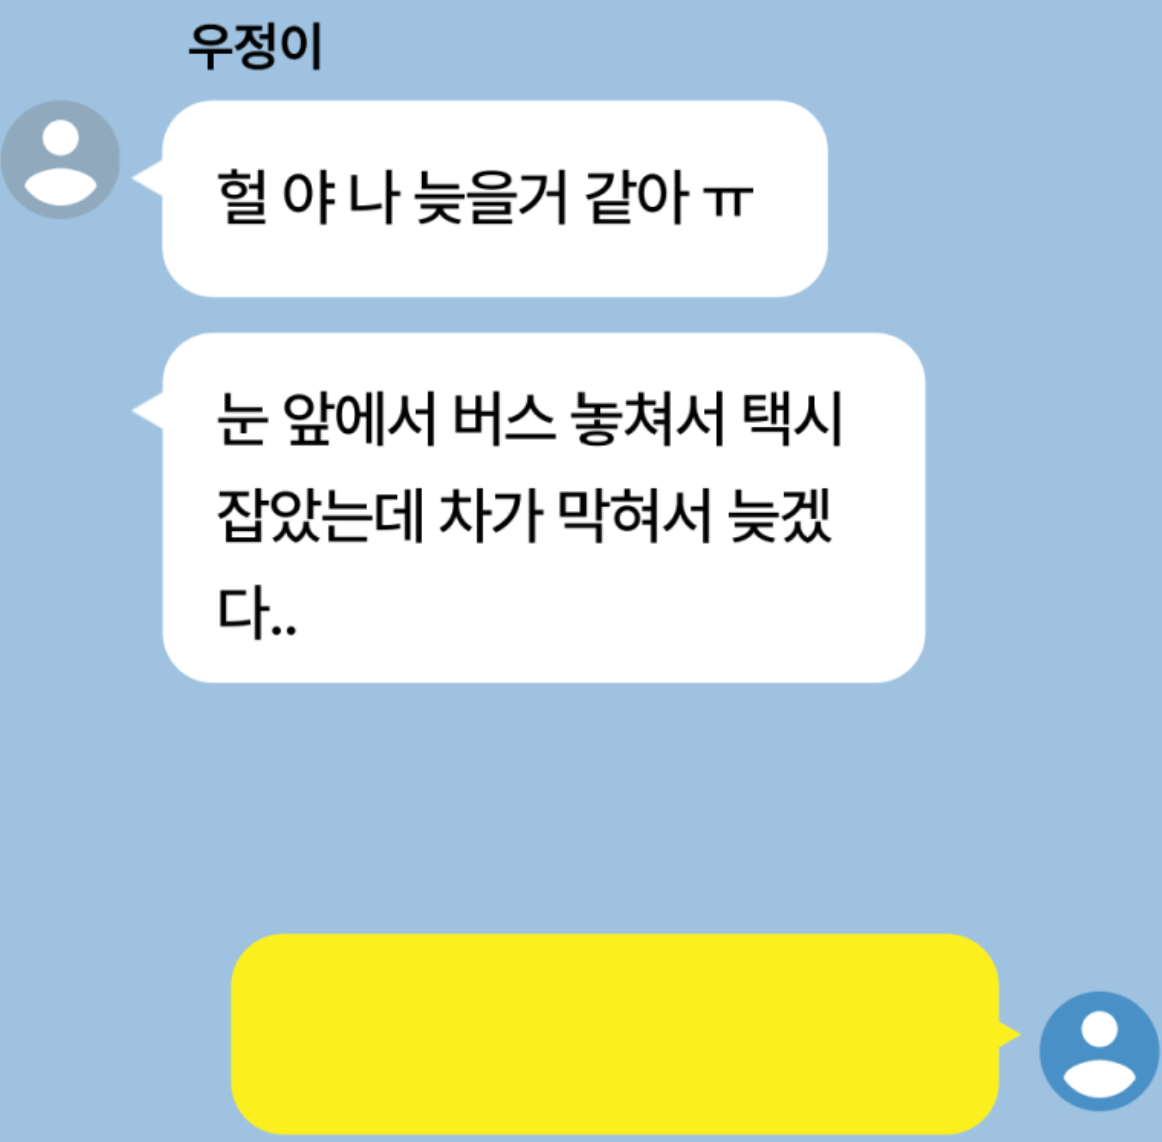 우정이
헐 야 나 늦을거 같아 ㅠ
눈 앞에서 버스 놓쳐서 택시
잡았는데 차가 막혀서 늦겠
다..